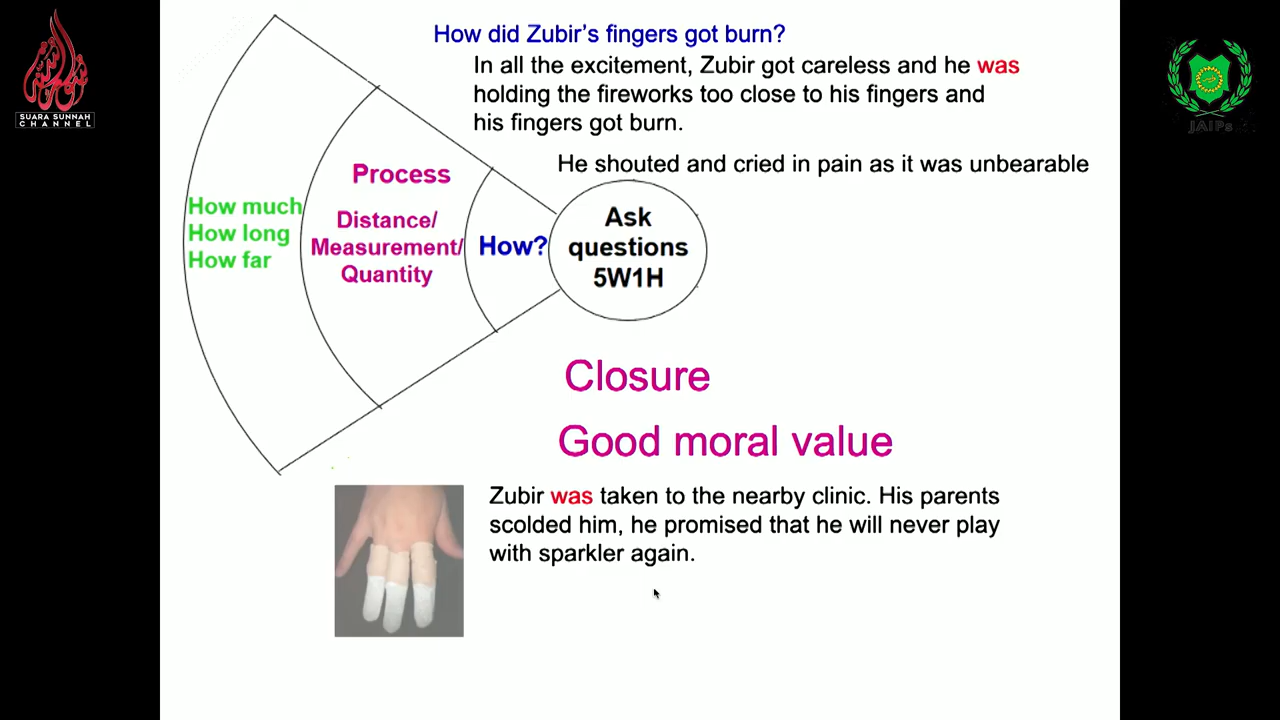 How did Zubir's fingers got burn?
In all the excitement, Zubir got careless and he was
holding the fireworks too close to his fingers and
his fingers got burn.
He shouted and cried in pain as it was unbearable
Process
Distance/
Measurement/
Quantity
How much
How long
How far
How?
Ask
questions
5W1H
Closure
Good moral value
Zubir was taken to the nearby clinic. His parents
scolded him, he promised that he will never play
with sparkler again.
SUARA SUNNAH
CHANNEL
JAIPs